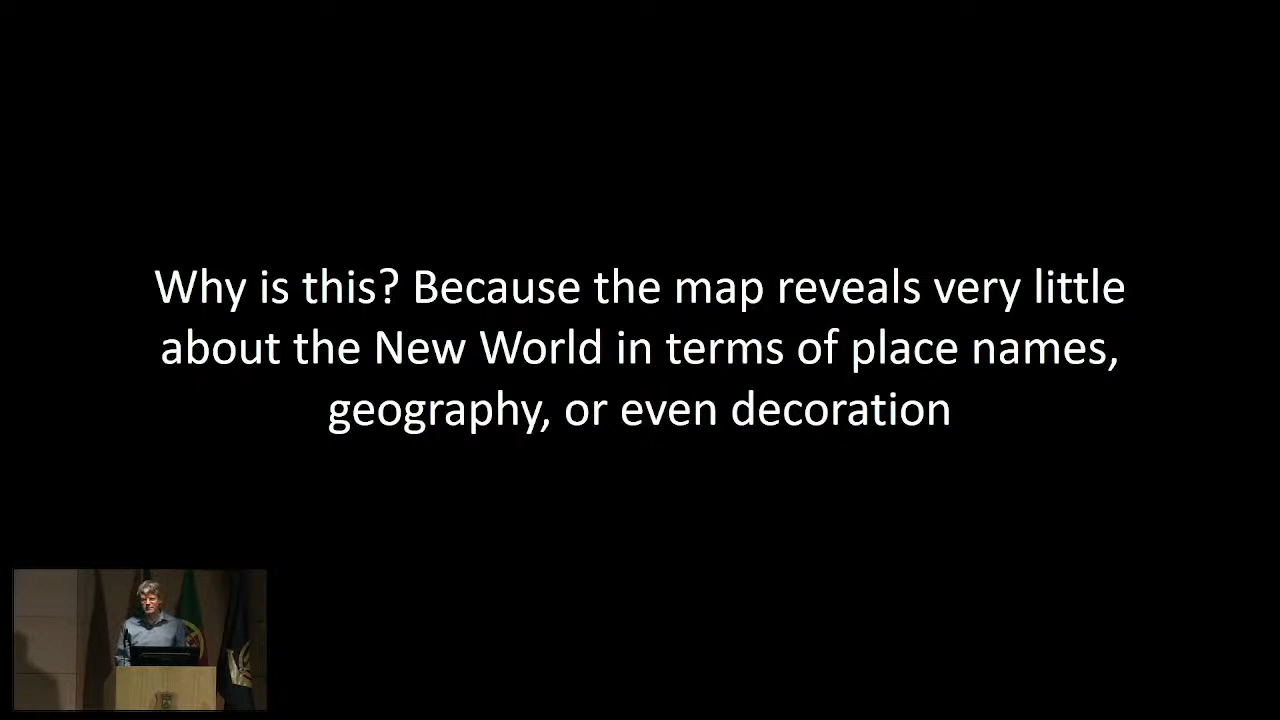 Why is this? Because the map reveals very little
about the New World in terms of place names,
geography, or even decoration